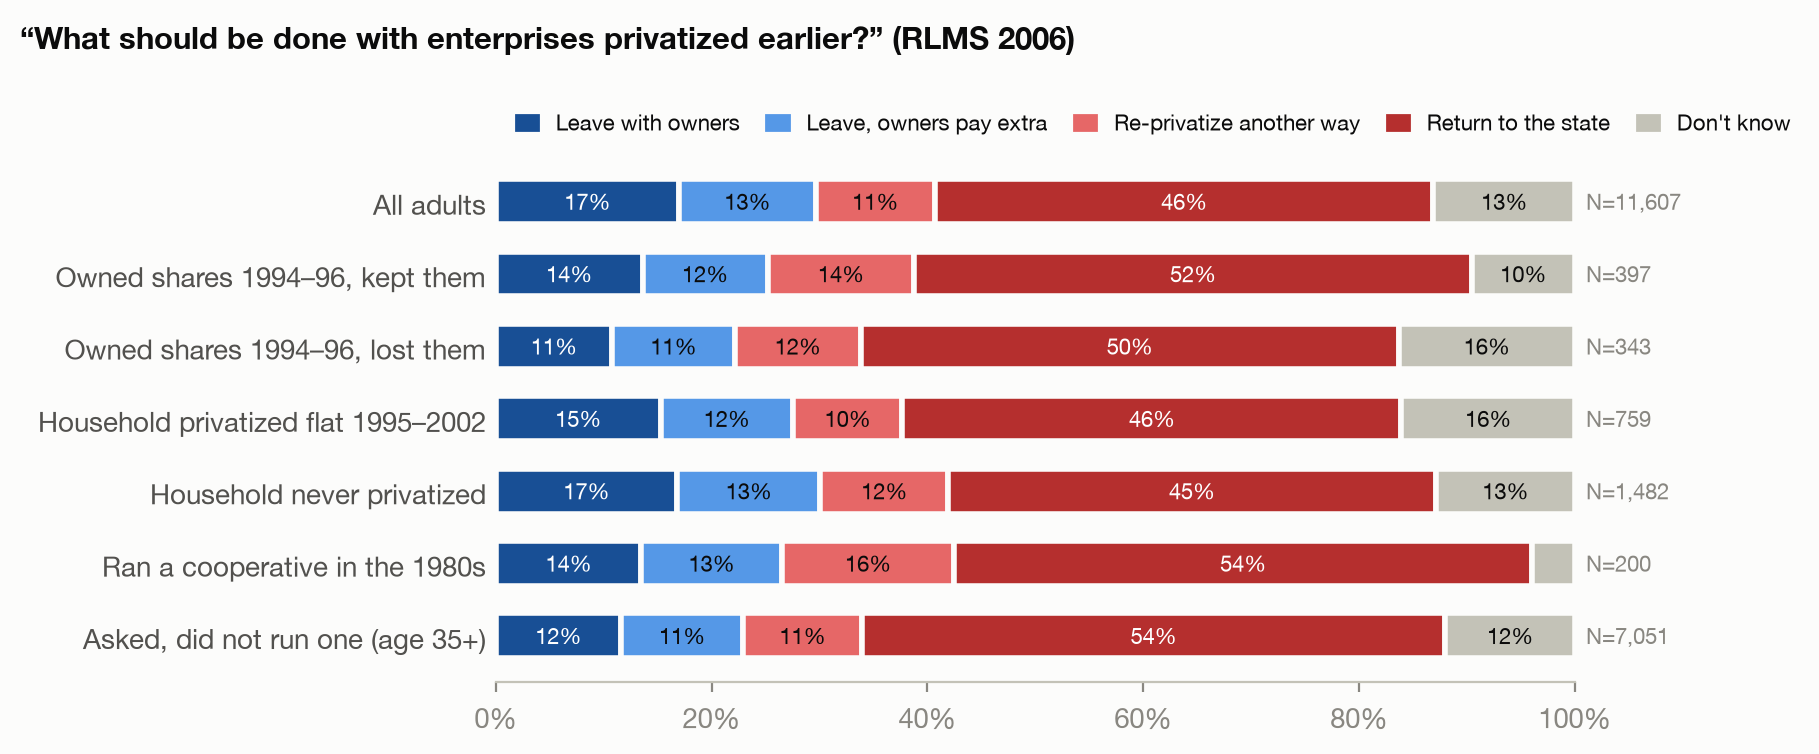 “What should be done with enterprises privatized earlier?” (RLMS 2006)
Leave with owners Leave, owners pay extra Re-privatize another way Return to the state Don't know
All adults 17% 13% 11% 46% 13% N=11,607
Owned shares 1994–96, kept them 14% 12% 14% 52% 10% N=397
Owned shares 1994–96, lost them 11% 11% 12% 50% 16% N=343
Household privatized flat 1995–2002 15% 12% 10% 46% 16% N=759
Household never privatized 17% 13% 12% 45% 13% N=1,482
Ran a cooperative in the 1980s 14% 13% 16% 54% N=200
Asked, did not run one (age 35+) 12% 11% 11% 54% 12% N=7,051
0% 20% 40% 60% 80% 100%